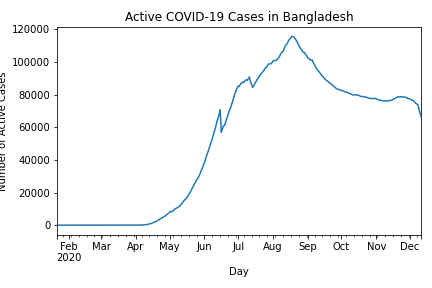 Active COVID-19 Cases in Bangladesh
120000
100000
80000
60000
40000
20000
0
Number of Active Cases
Feb Mar Apr May Jun Jul Aug Sep Oct Nov Dec
2020
Day